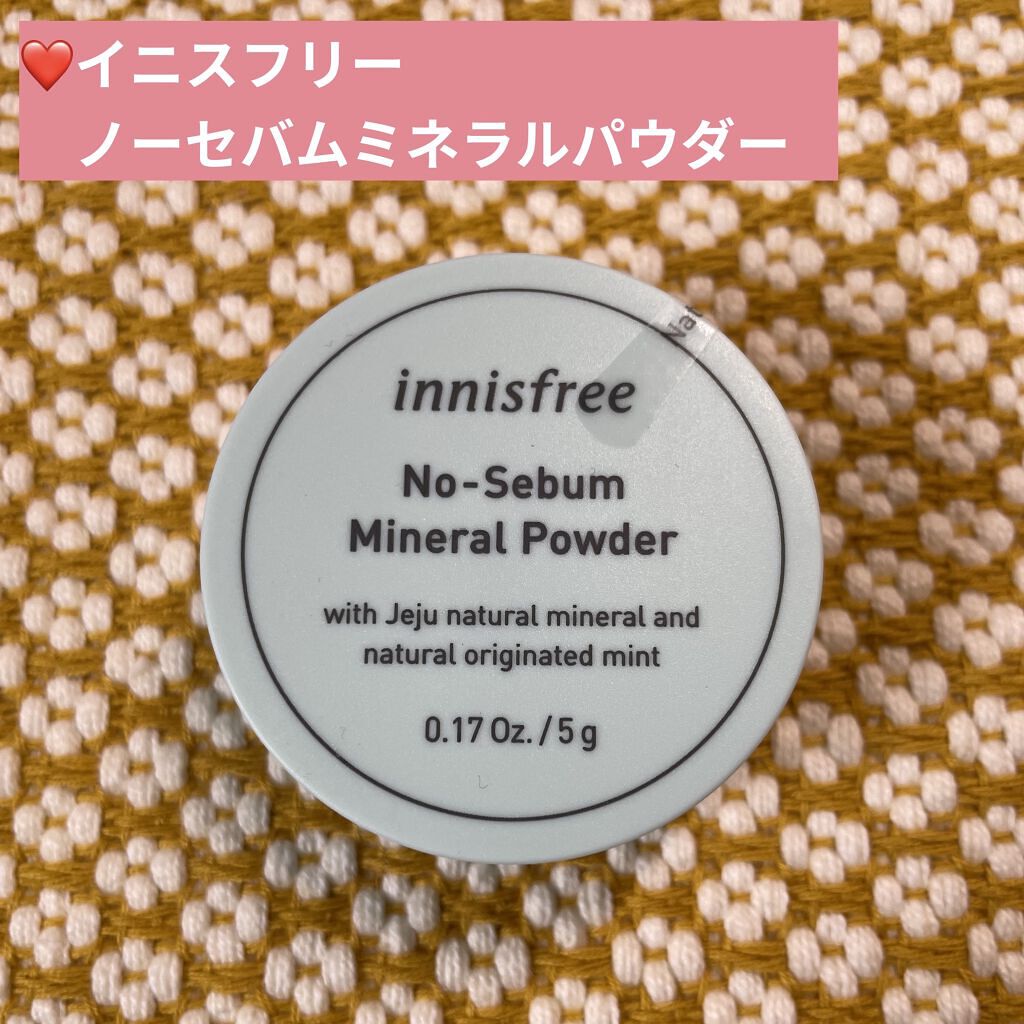 ❤️イニスフリー
ノーセバムミネラルパウダー
innisfree
No-Sebum
Mineral Powder
with Jeju natural mineral and
natural originated mint
0.17 Oz. / 5 g